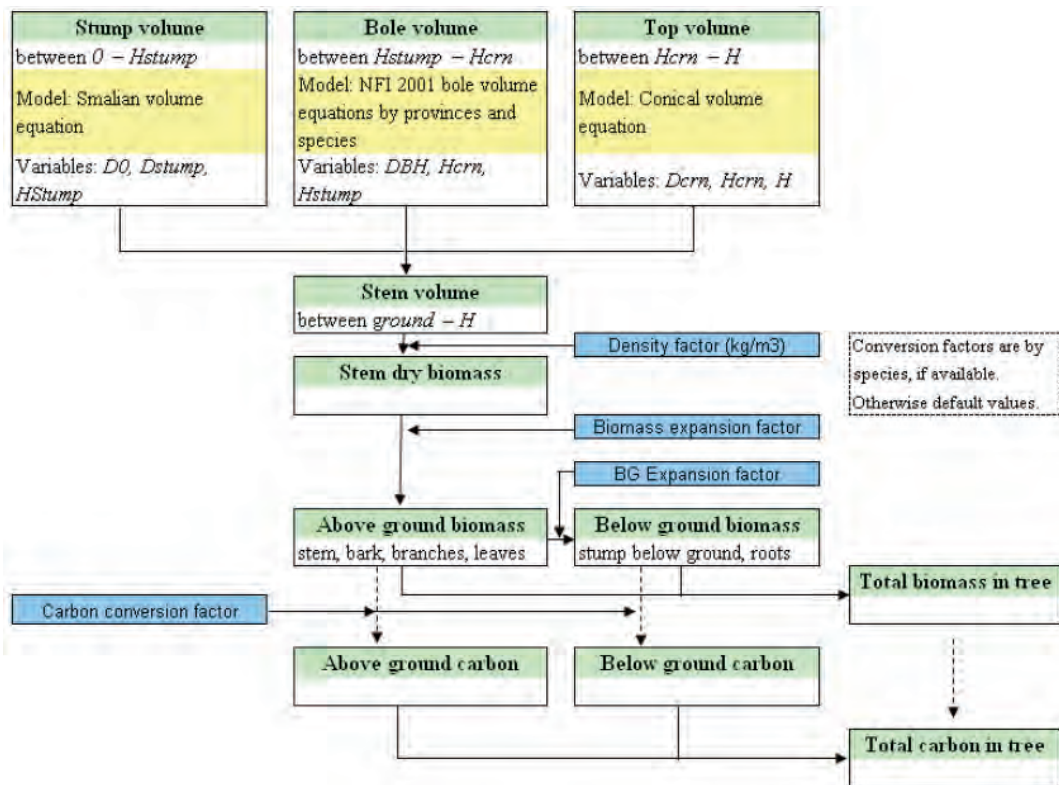 Stump volume
between 0 – Hstump
Model: Smalian volume
equation
Variables: D0, Dstump,
HStump
Bole volume
between Hstump – Hcrn
Model: NFI 2001 bole volume
equations by provinces and
species
Variables: DBH, Hcrn,
Hstump
Top volume
between Hcrn – H
Model: Conical volume
equation
Variables: Dcrn, Hcrn, H
Stem volume
between ground – H
Density factor (kg/m3)
Conversion factors are by
species, if available.
Otherwise default values.
Stem dry biomass
Biomass expansion factor
BG Expansion factor
Above ground biomass
stem, bark, branches, leaves
Below ground biomass
stump below ground, roots
Total biomass in tree
Carbon conversion factor
Above ground carbon
Below ground carbon
Total carbon in tree